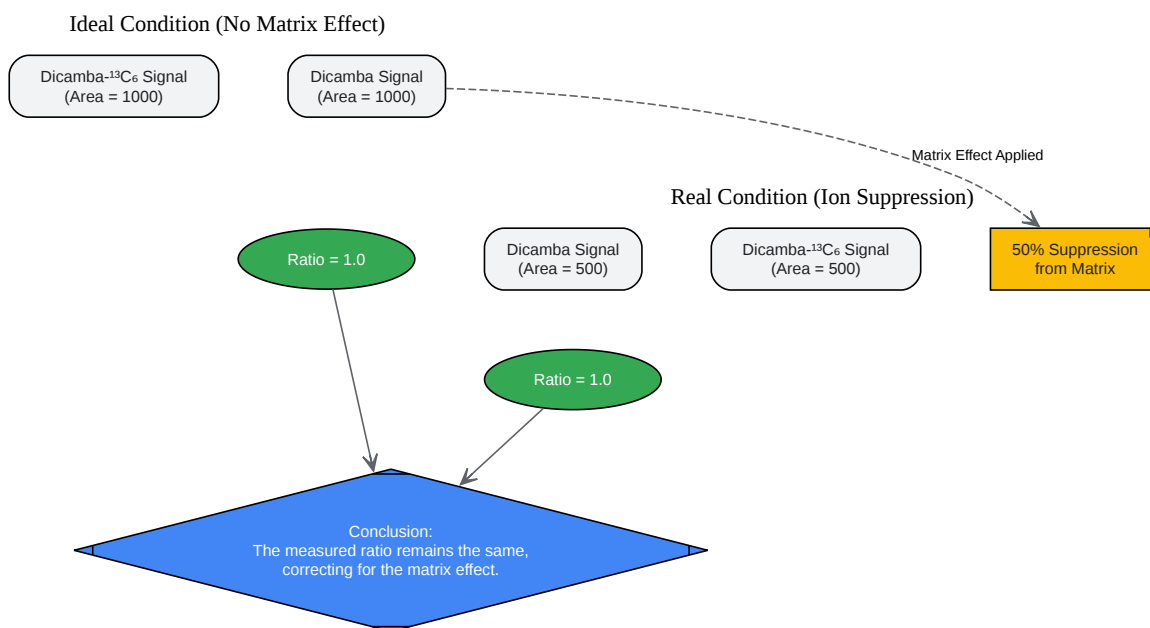 Ideal Condition (No Matrix Effect)
Dicamba-¹³C₆ Signal
(Area = 1000)
Dicamba Signal
(Area = 1000)
Matrix Effect Applied
Real Condition (Ion Suppression)
Ratio = 1.0
Dicamba Signal
(Area = 500)
Dicamba-¹³C₆ Signal
(Area = 500)
50% Suppression
from Matrix
Ratio = 1.0
Conclusion:
The measured ratio remains the same,
correcting for the matrix effect.